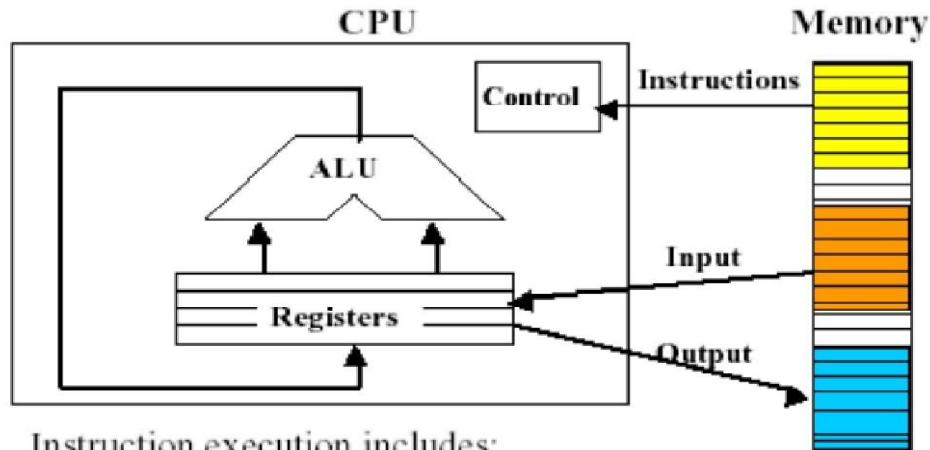 CPU
Memory
Control
Instructions
ALU
Input
Registers
Output
Instruction execution includes: